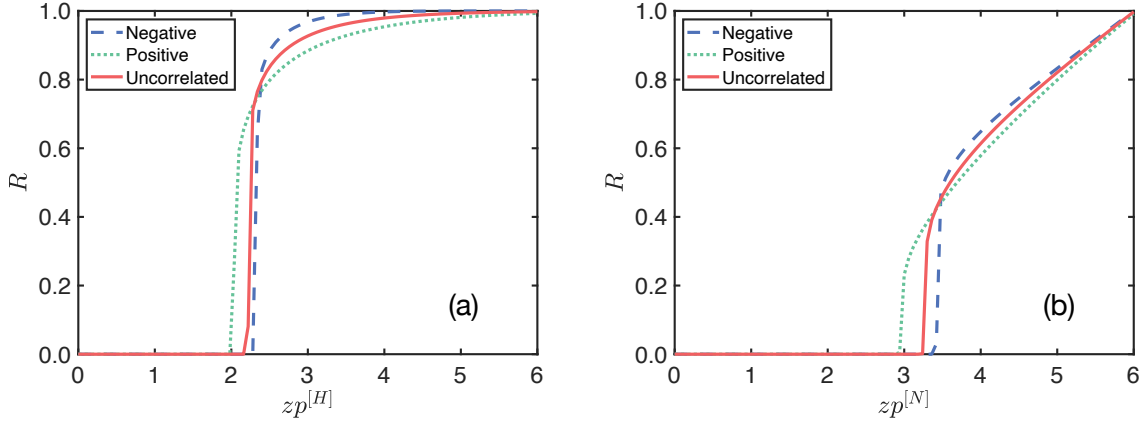 1.0
0.8
0.6
0.4
0.2
0.0
R
Negative
Positive
Uncorrelated
(a)
0 1 2 3 4 5 6
zp^[H]
1.0
0.8
0.6
0.4
0.2
0.0
R
Negative
Positive
Uncorrelated
(b)
0 1 2 3 4 5 6
zp^[N]